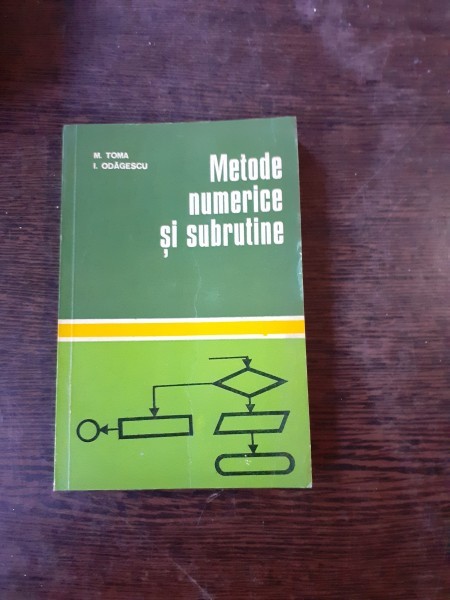 M. TOMA
I. ODĂGESCU
Metode
numerice
și subrutine